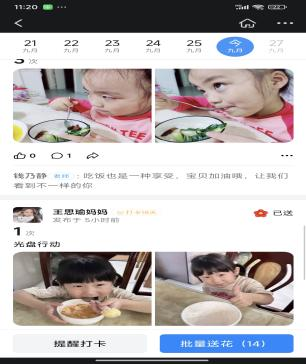 11:20
21 22 23 24 25 今 27
九月 九月 九月 九月 九月 九月 九月
3 次
0 1
钱乃静 老师：吃饭也是一种享受，宝贝加油哦，让我们
看到不一样的你
王思瑜妈妈 已送
发布于 5小时前
1 次
光盘行动
提醒打卡 批量送花（14）